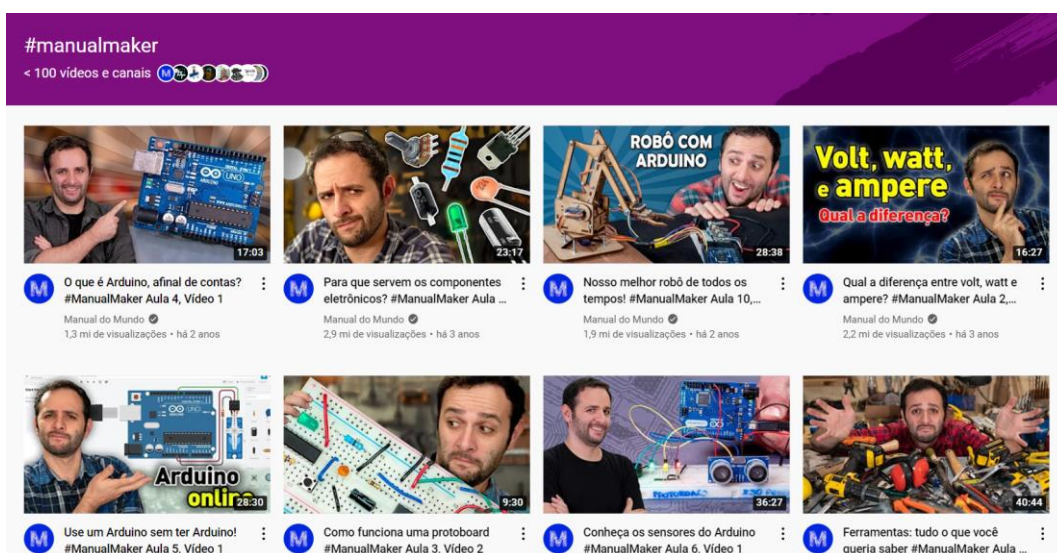 #manualmaker
< 100 vídeos e canais
UNO
ARDUINO
17:03
23:17
ROBÔ COM
ARDUINO
28:38
Volt, watt,
e ampere
Qual a diferença?
16:27
O que é Arduino, afinal de contas?
#ManualMaker Aula 4, Vídeo 1
Manual do Mundo
1,3 mi de visualizações • há 2 anos
Para que servem os componentes
eletrônicos? #ManualMaker Aula ...
Manual do Mundo
2,9 mi de visualizações • há 3 anos
Nosso melhor robô de todos os
tempos! #ManualMaker Aula 10,...
Manual do Mundo
1,9 mi de visualizações • há 2 anos
Qual a diferença entre volt, watt e
ampere? #ManualMaker Aula 2,...
Manual do Mundo
2,2 mi de visualizações • há 3 anos
UNO
Arduino
online
28:30
9:30
36:27
40:44
Use um Arduino sem ter Arduino!
#ManualMaker Aula 5, Vídeo 1
Como funciona uma protoboard
#ManualMaker Aula 3, Vídeo 2
Conheça os sensores do Arduino
#ManualMaker Aula 6, Vídeo 1
Ferramentas: tudo o que você
queria saber #ManualMaker Aula ...